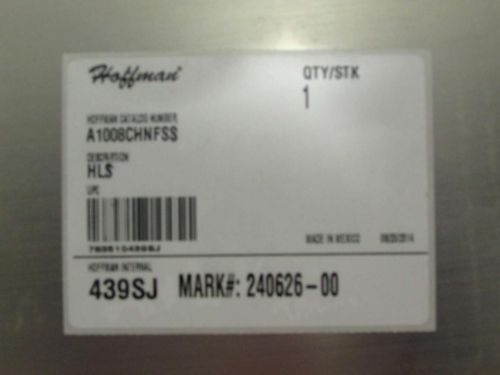 Hoffman
QTY/STK
1
HOFFMAN CATALOG NUMBER
A1008CHNFSS
DESCRIPTION
HLS
UPC
MADE IN MEXICO
HOFFMAN INTERNAL
439SJ MARK#: 240626-00